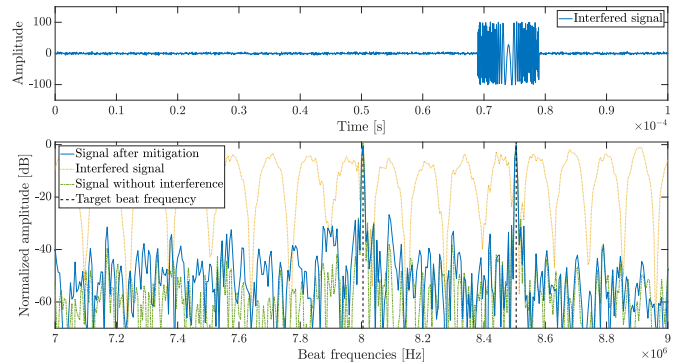 100
0
-100
Amplitude
Interfered signal
0 0.1 0.2 0.3 0.4 0.5 0.6 0.7 0.8 0.9 1
Time [s]
×10⁻⁴
0
-20
-40
-60
Normalized amplitude [dB]
Signal after mitigation
Interfered signal
Signal without interference
Target beat frequency
7 7.2 7.4 7.6 7.8 8 8.2 8.4 8.6 8.8 9
Beat frequencies [Hz]
×10⁶